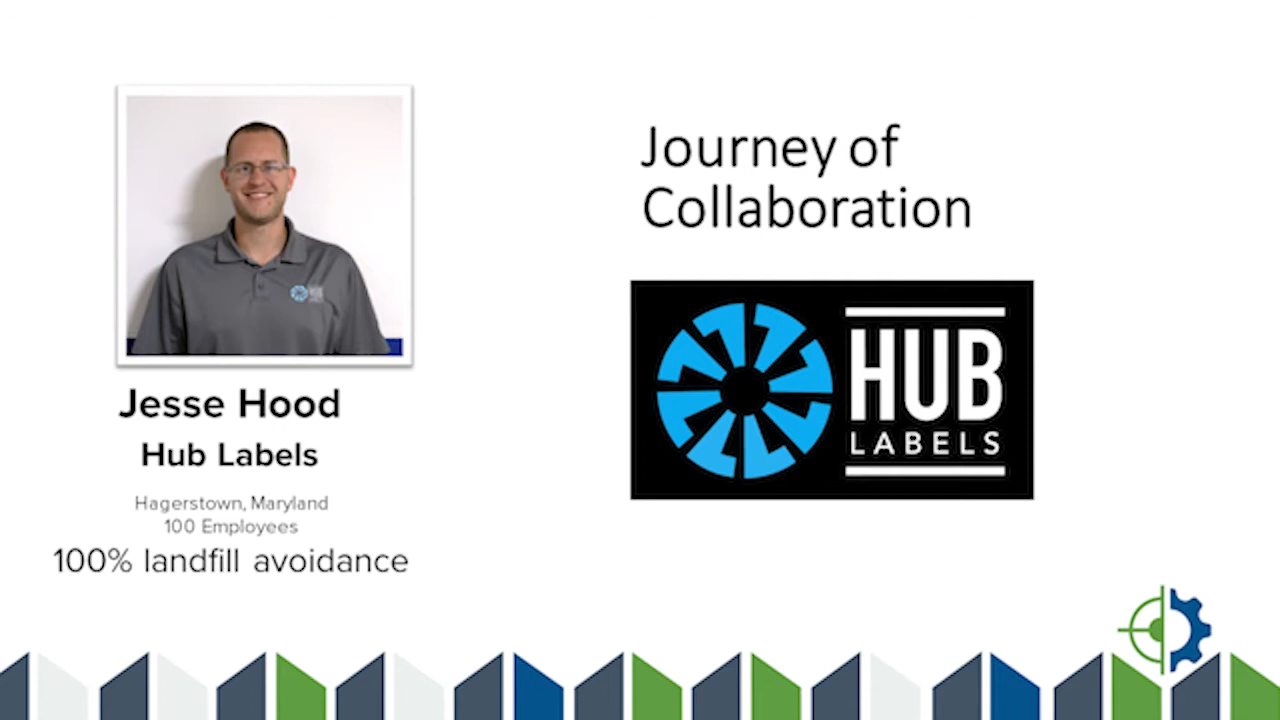 Jesse Hood
Hub Labels
Hagerstown, Maryland
100 Employees
100% landfill avoidance
Journey of
Collaboration
HUB
LABELS